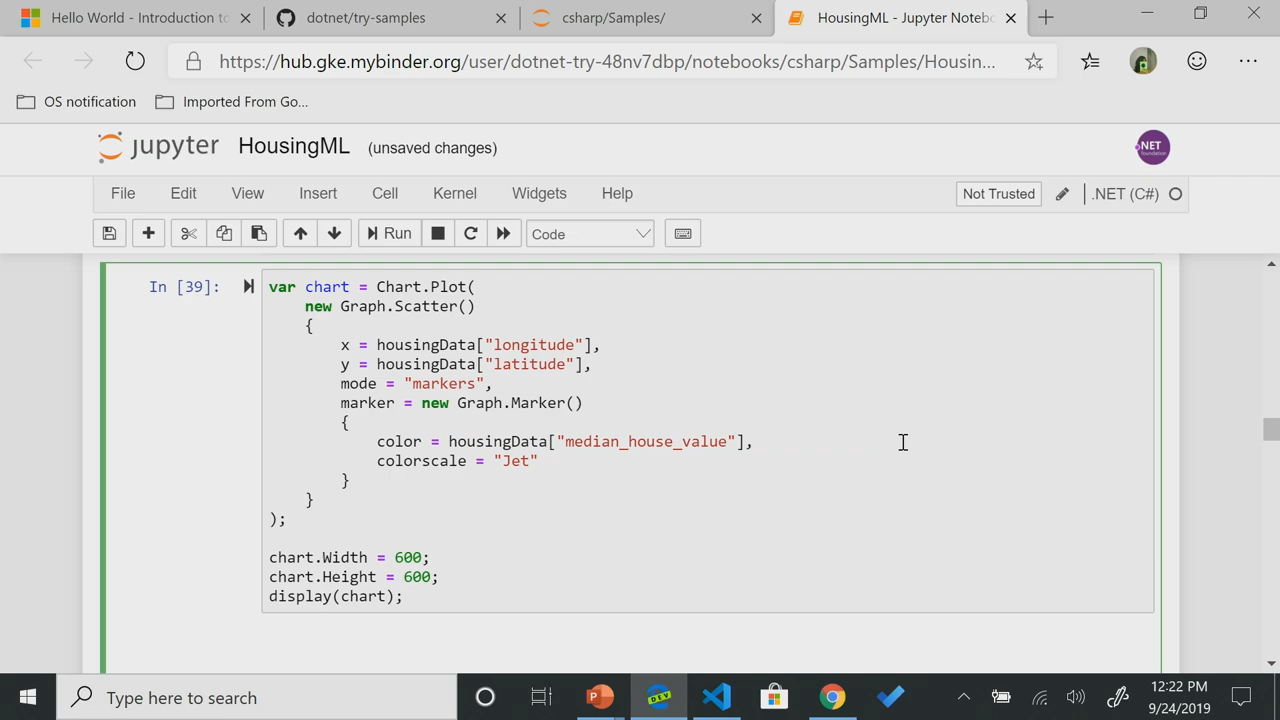 Hello World - Introduction to
dotnet/try-samples
csharp/Samples/
HousingML - Jupyter Notebo
https://hub.gke.mybinder.org/user/dotnet-try-48nv7dbp/notebooks/csharp/Samples/Housin...
OS notification
Imported From Go...
jupyter HousingML (unsaved changes)
.NET
foundation
File Edit View Insert Cell Kernel Widgets Help
Not Trusted
.NET (C#)
Run
Code
In [39]:
var chart = Chart.Plot(
new Graph.Scatter()
{
x = housingData["longitude"],
y = housingData["latitude"],
mode = "markers",
marker = new Graph.Marker()
{
color = housingData["median_house_value"],
colorscale = "Jet"
}
}
);
chart.Width = 600;
chart.Height = 600;
display(chart);
Type here to search
DEV
12:22 PM
9/24/2019